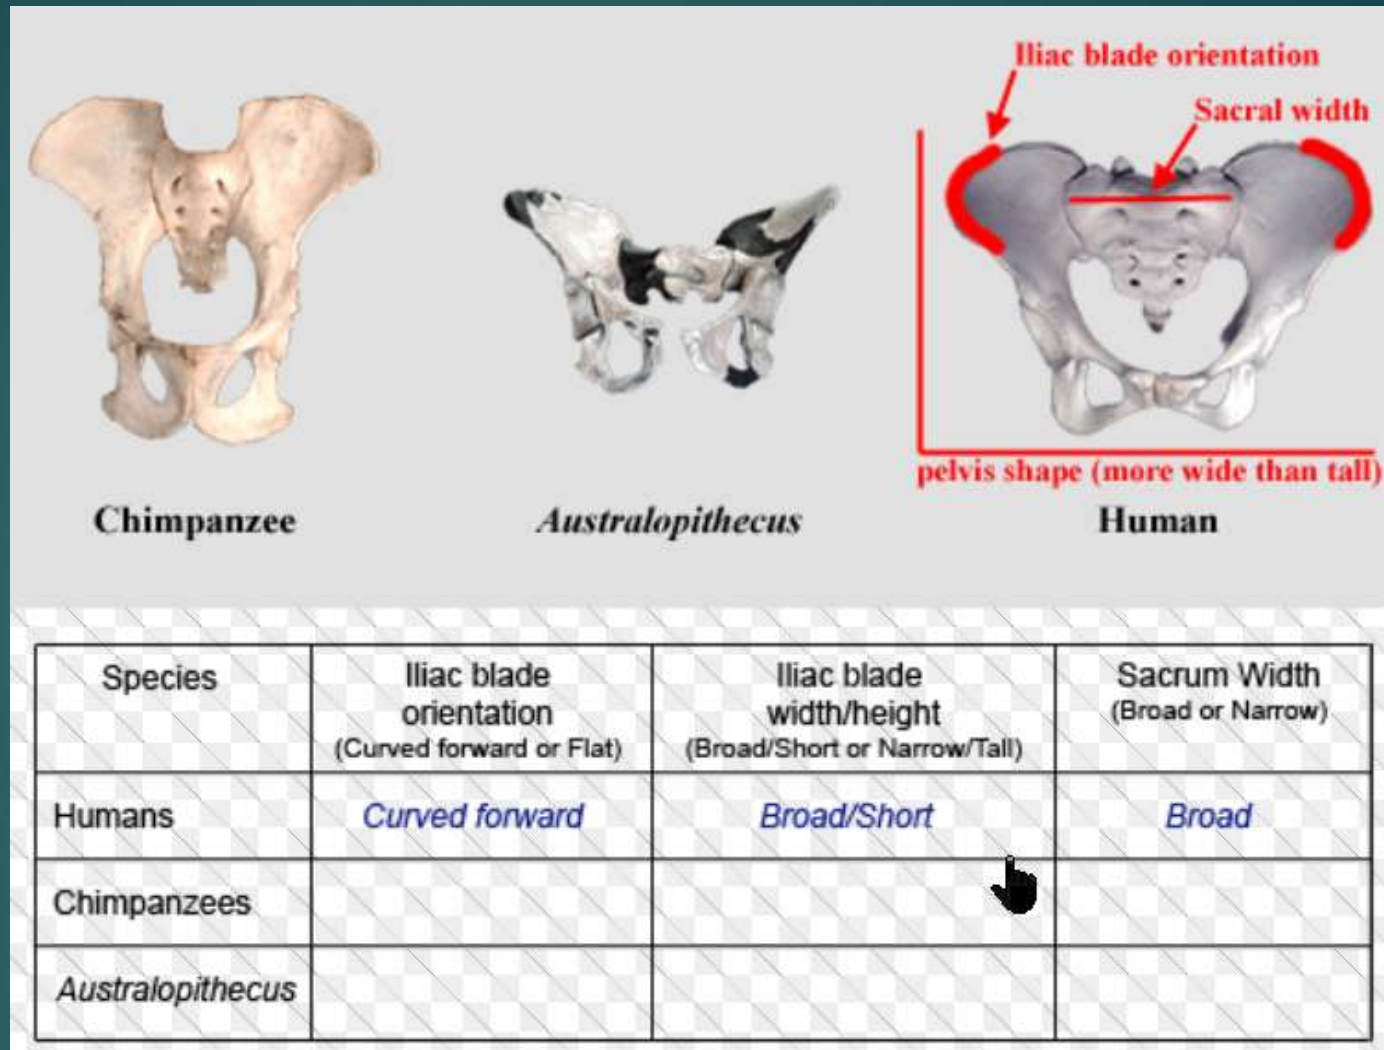 Iliac blade orientation
Sacral width
pelvis shape (more wide than tall)
Chimpanzee
Australopithecus
Human
Species
Iliac blade
orientation
(Curved forward or Flat)
Iliac blade
width/height
(Broad/Short or Narrow/Tall)
Sacrum Width
(Broad or Narrow)
Humans
Curved forward
Broad/Short
Broad
Chimpanzees
Australopithecus